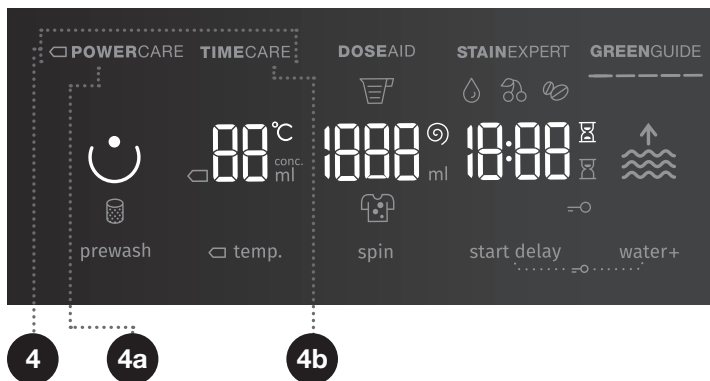 POWERCARE TIMECARE DOSEAID STAINEXPERT GREENGUIDE
88 °C conc. ml 1888 ml 18:88
prewash temp. spin start delay water+
4 4a 4b